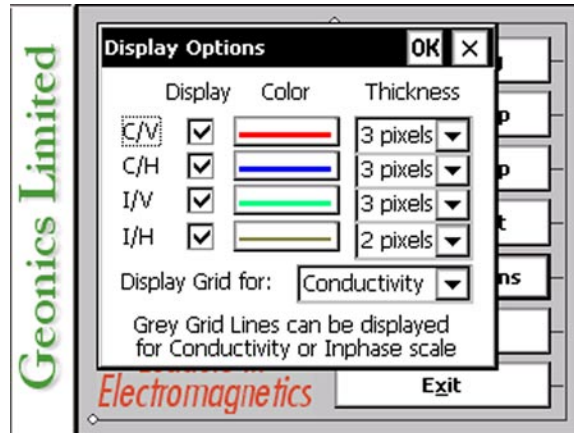 Geonics Limited
Display Options OK
Display Color Thickness
C/V 3 pixels
C/H 3 pixels
I/V 3 pixels
I/H 2 pixels
Display Grid for: Conductivity
Grey Grid Lines can be displayed
for Conductivity or Inphase scale
Electromagnetics
Exit